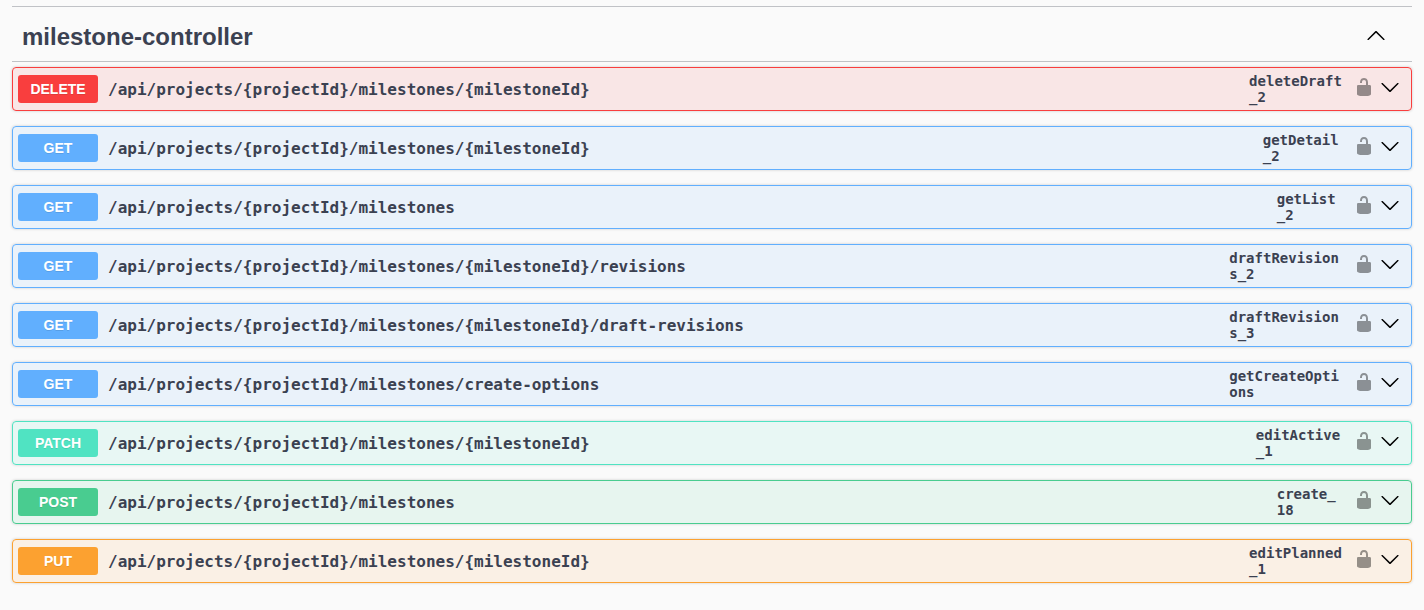 milestone-controller
DELETE /api/projects/{projectId}/milestones/{milestoneId} deleteDraft
_2
GET /api/projects/{projectId}/milestones/{milestoneId} getDetail
_2
GET /api/projects/{projectId}/milestones getList
_2
GET /api/projects/{projectId}/milestones/{milestoneId}/revisions draftRevision
s_2
GET /api/projects/{projectId}/milestones/{milestoneId}/draft-revisions draftRevision
s_3
GET /api/projects/{projectId}/milestones/create-options getCreateOpti
ons
PATCH /api/projects/{projectId}/milestones/{milestoneId} editActive
_1
POST /api/projects/{projectId}/milestones create_
18
PUT /api/projects/{projectId}/milestones/{milestoneId} editPlanned
_1